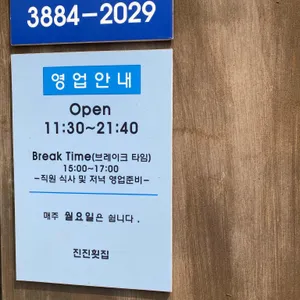 3884-2029
영업안내
Open
11:30~21:40
Break Time(브레이크 타임)
15:00~17:00
-직원 식사 및 저녁 영업준비-
매주 월요일은 쉽니다.
진진횟집